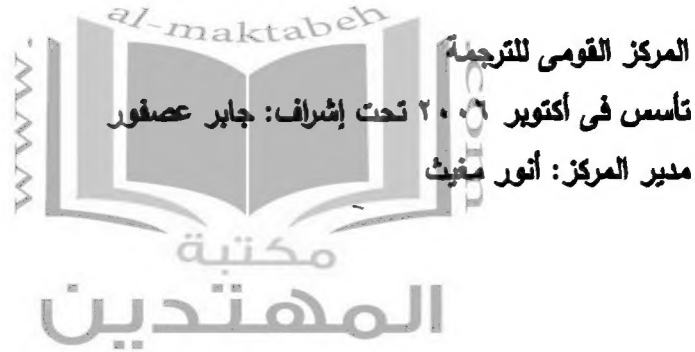 المركز القومى للترجمة
تأسس فى أكتوبر ٢٠٠٦ تحت إشراف: جابر عصفور
مدير المركز: أنور مغيث
www.
al-maktabeh
.com
مكتبة
المهتدين